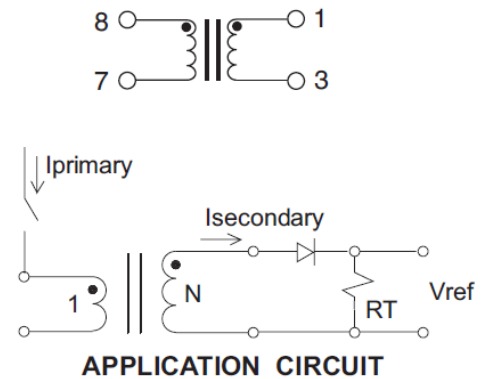 8 1
7 3
Iprimary
Isecondary
1 N RT Vref
APPLICATION CIRCUIT